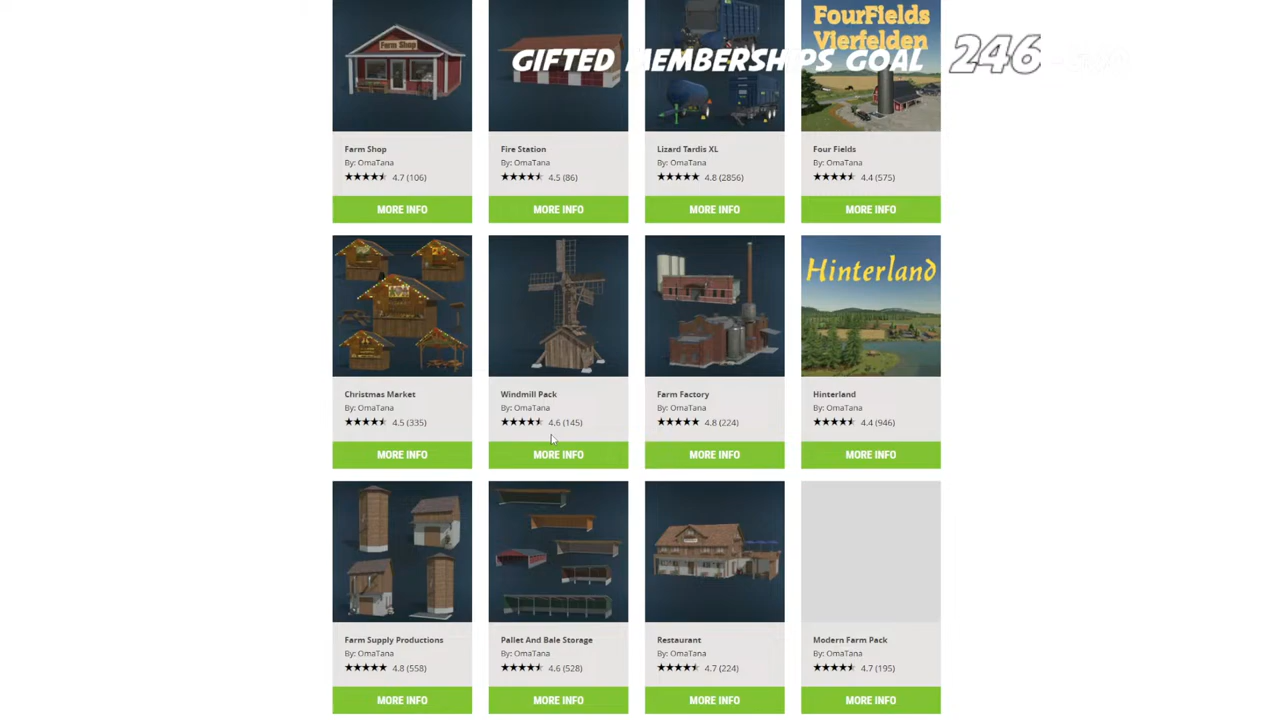 Farm Shop
FourFields
Vierfelden
GIFTED MEMBERSHIPS GOAL 246
Farm Shop
By: OmaTana
4.7 (106)
MORE INFO
Fire Station
By: OmaTana
4.5 (86)
MORE INFO
Lizard Tardis XL
By: OmaTana
4.8 (2856)
MORE INFO
Four Fields
By: OmaTana
4.4 (575)
MORE INFO
Hinterland
Christmas Market
By: OmaTana
4.5 (335)
MORE INFO
Windmill Pack
By: OmaTana
4.6 (145)
MORE INFO
Farm Factory
By: OmaTana
4.8 (224)
MORE INFO
Hinterland
By: OmaTana
4.4 (946)
MORE INFO
Farm Supply Productions
By: OmaTana
4.8 (558)
MORE INFO
Pallet And Bale Storage
By: OmaTana
4.6 (528)
MORE INFO
Restaurant
By: OmaTana
4.7 (224)
MORE INFO
Modern Farm Pack
By: OmaTana
4.7 (195)
MORE INFO